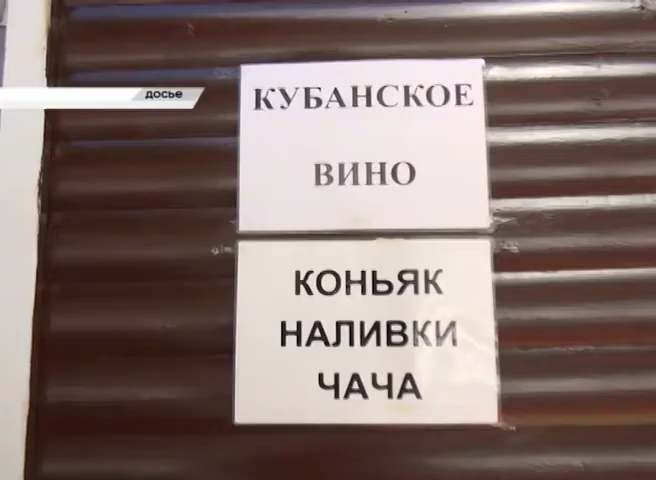 досье
КУБАНСКОЕ
ВИНО
КОНЬЯК
НАЛИВКИ
ЧАЧА